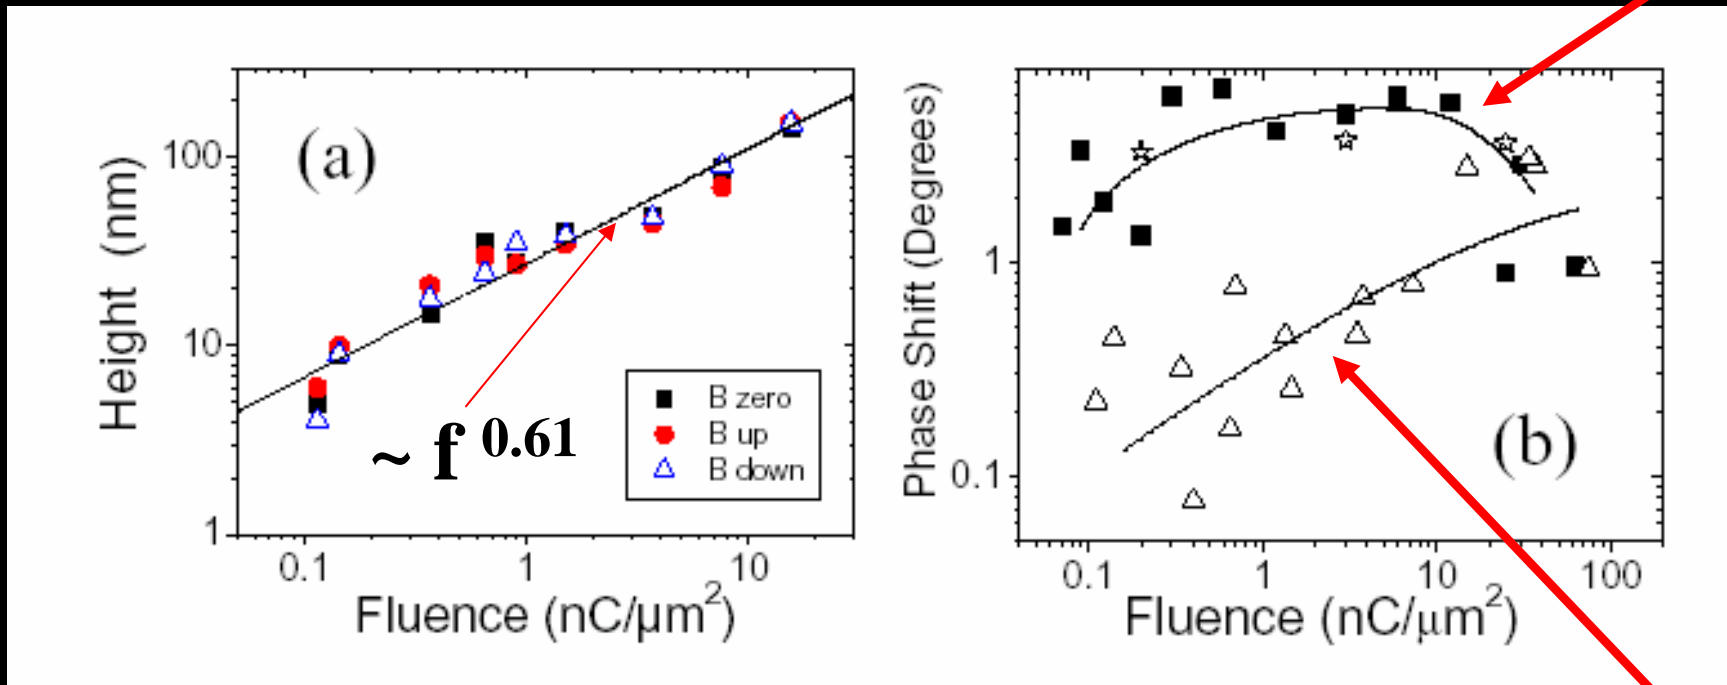 (a)
Height (nm)
100
10
1
0.1
1
10
Fluence (nC/µm²)
~ f 0.61
B zero
B up
B down
(b)
Phase Shift (Degrees)
1
0.1
0.1
1
10
100
Fluence (nC/µm²)